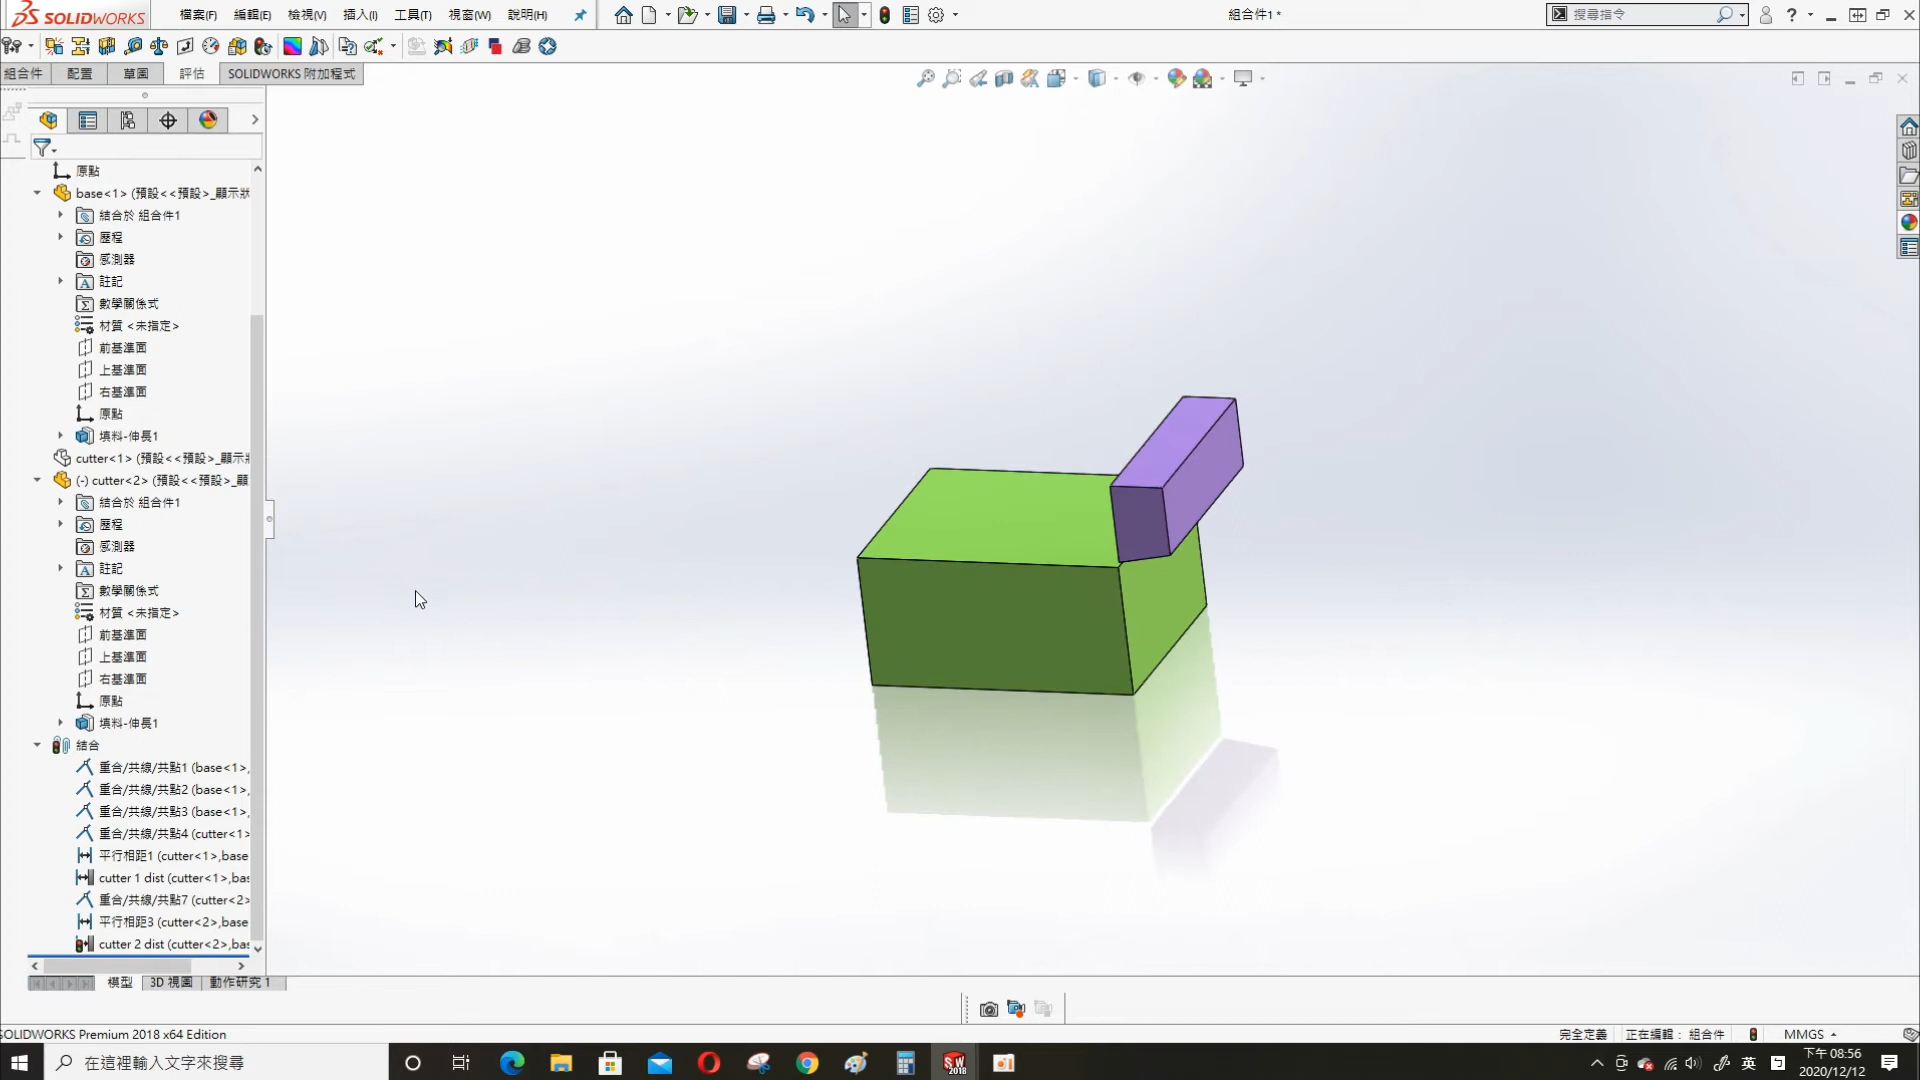 SOLIDWORKS
檔案(F)
編輯(E)
檢視(V)
插入(I)
工具(T)
視窗(W)
說明(H)
組合件1 *
搜尋指令
組合件
配置
草圖
評估
SOLIDWORKS 附加程式
原點
base<1> (預設<<預設>_顯示狀
結合於 組合件1
歷程
感測器
註記
數學關係式
材質 <未指定>
前基準面
上基準面
右基準面
原點
填料-伸長1
cutter<1> (預設<<預設>_顯示
(-) cutter<2> (預設<<預設>_顯
結合於 組合件1
歷程
感測器
註記
數學關係式
材質 <未指定>
前基準面
上基準面
右基準面
原點
填料-伸長1
結合
重合/共線/共點1 (base<1>,
重合/共線/共點2 (base<1>,
重合/共線/共點3 (base<1>,
重合/共線/共點4 (cutter<1>
平行相距1 (cutter<1>,base
cutter 1 dist (cutter<1>,bas
重合/共線/共點7 (cutter<2>
平行相距3 (cutter<2>,base
cutter 2 dist (cutter<2>,bas
模型
3D 視圖
動作研究 1
SOLIDWORKS Premium 2018 x64 Edition
完全定義
正在編輯: 組合件
MMGS
在這裡輸入文字來搜尋
SW
2018
英
下午 08:56
2020/12/12